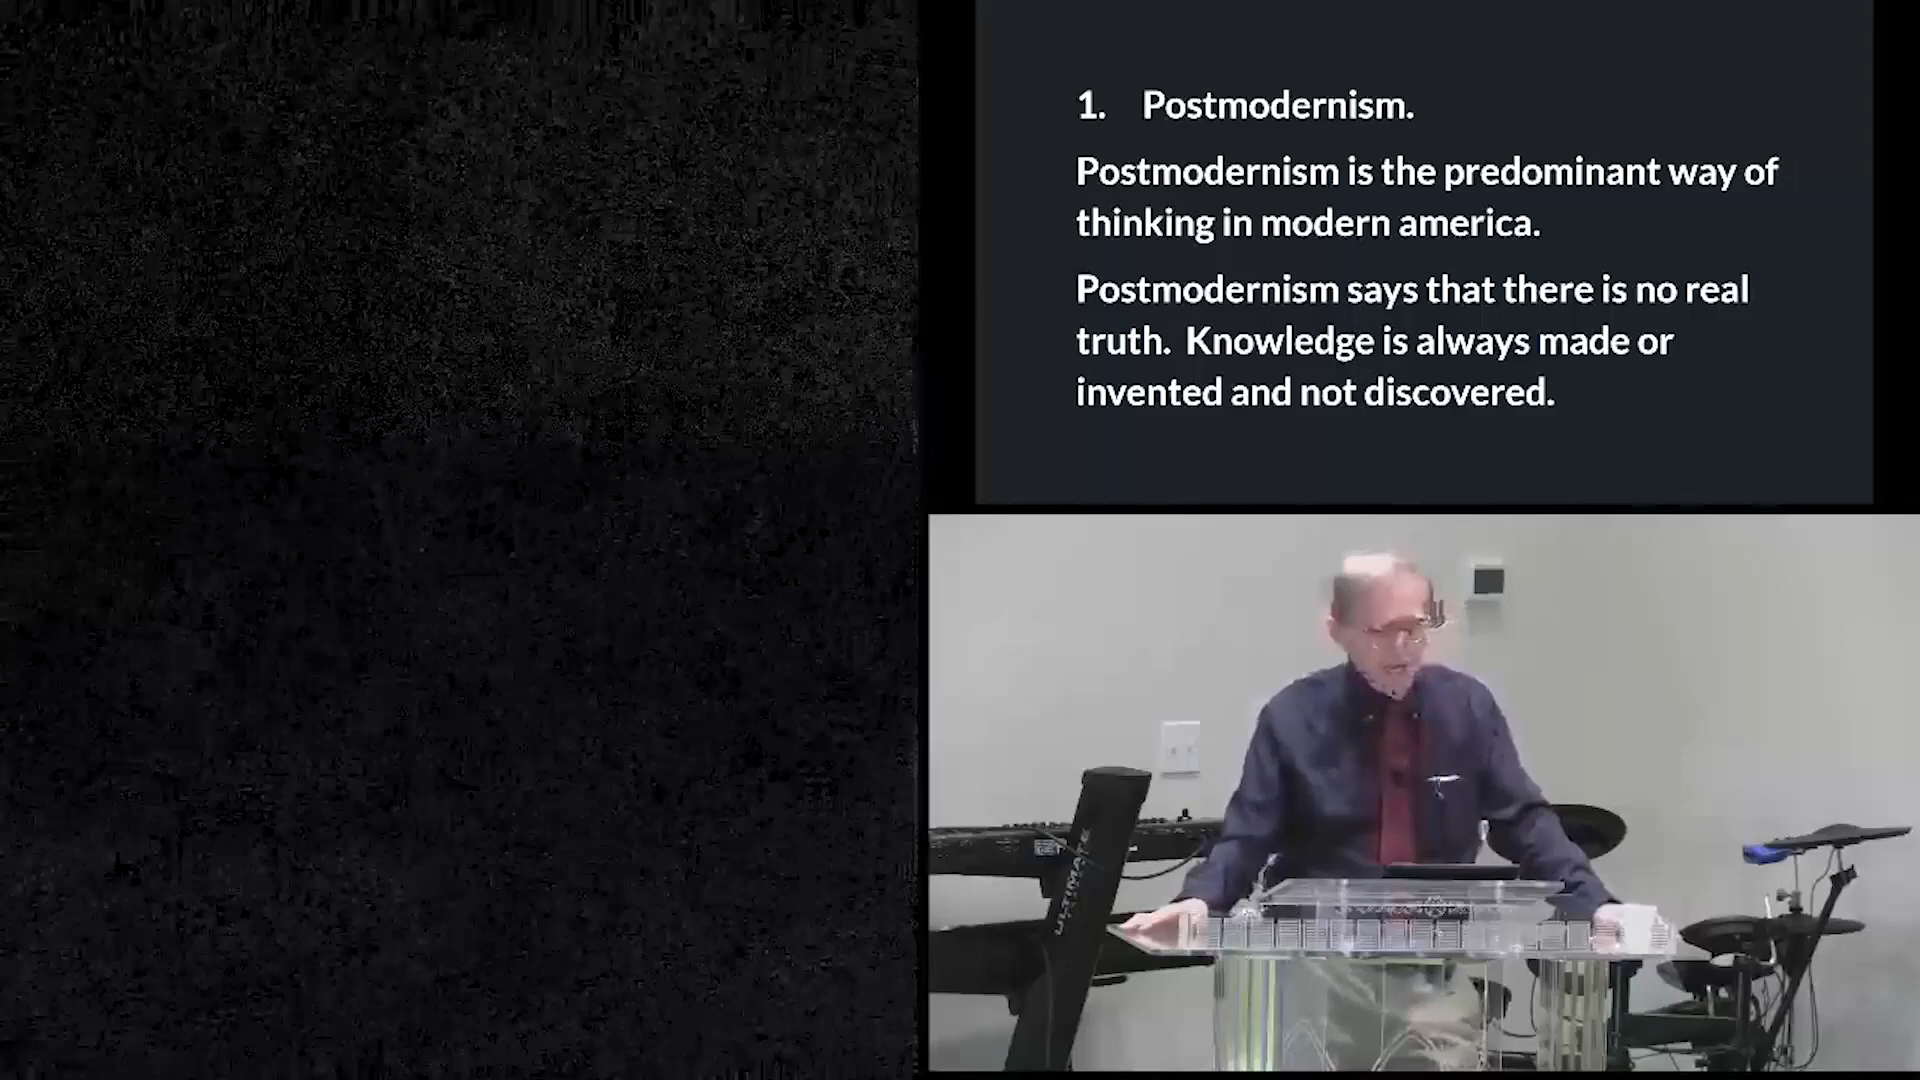 1. Postmodernism.
Postmodernism is the predominant way of
thinking in modern america.
Postmodernism says that there is no real
truth. Knowledge is always made or
invented and not discovered.
ULTIMATE